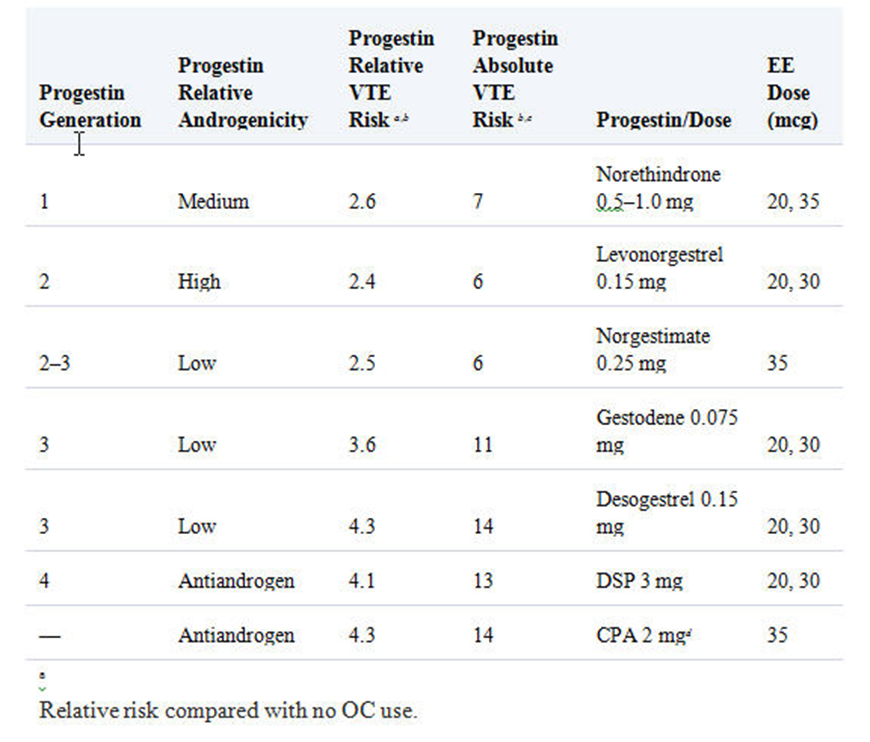 Progestin Generation Progestin Relative Androgenicity Progestin Relative VTE Risk a,b Progestin Absolute VTE Risk b,c Progestin/Dose EE Dose (mcg)
1 Medium 2.6 7 Norethindrone 0.5–1.0 mg 20, 35
2 High 2.4 6 Levonorgestrel 0.15 mg 20, 30
2–3 Low 2.5 6 Norgestimate 0.25 mg 35
3 Low 3.6 11 Gestodene 0.075 mg 20, 30
3 Low 4.3 14 Desogestrel 0.15 mg 20, 30
4 Antiandrogen 4.1 13 DSP 3 mg 20, 30
— Antiandrogen 4.3 14 CPA 2 mgd 35
a
Relative risk compared with no OC use.